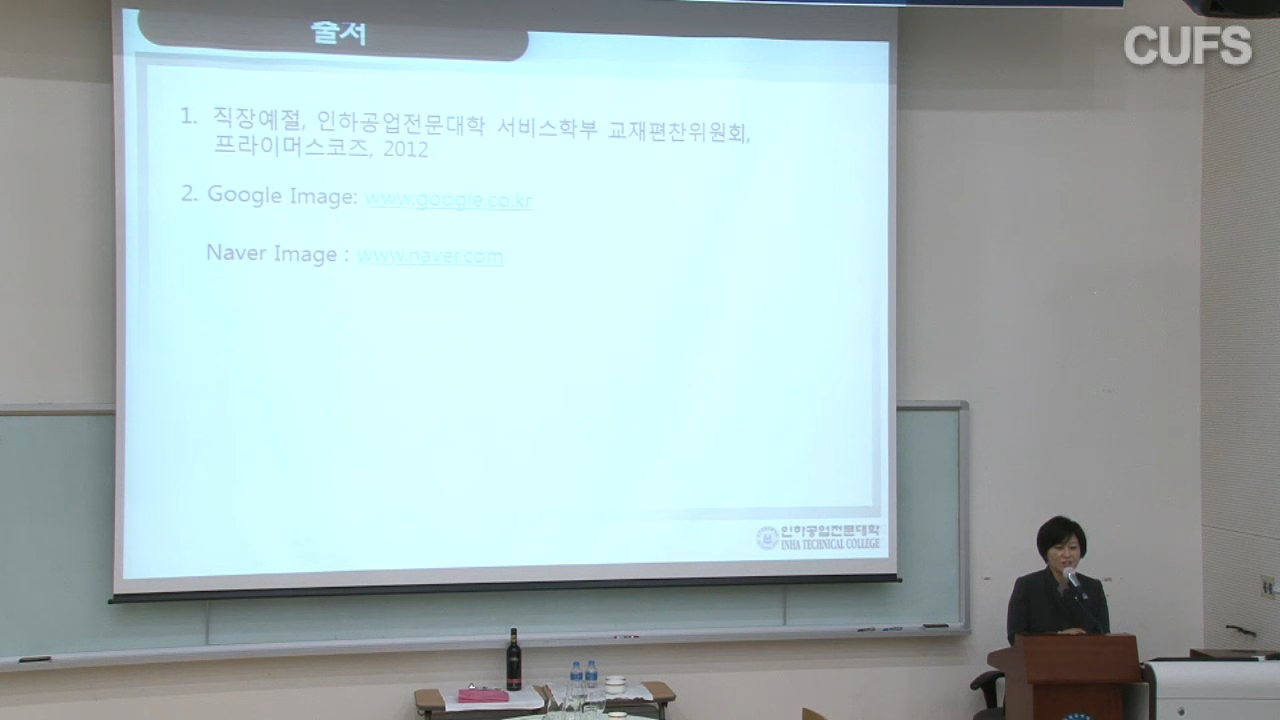 CUFS
출처
1. 직장예절, 인하공업전문대학 서비스학부 교재편찬위원회,
프라이머스코즈, 2012
2. Google Image: www.google.co.kr
Naver Image : www.naver.com
인하공업전문대학
INHA TECHNICAL COLLEGE